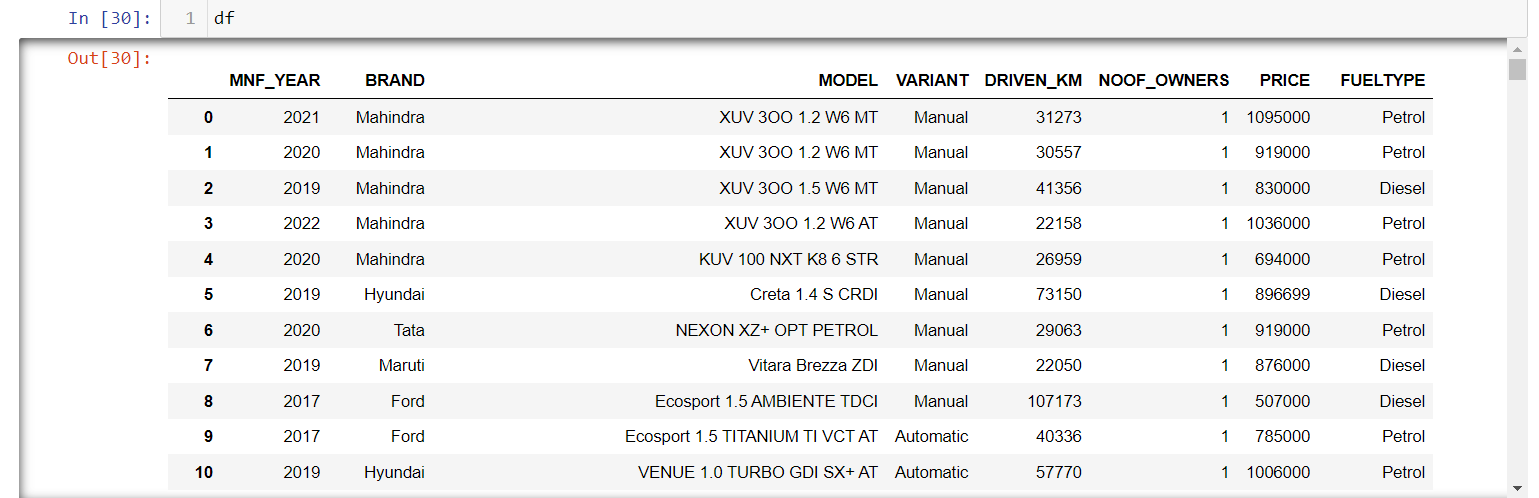 In [30]: 1 df
Out[30]:
MNF_YEAR BRAND MODEL VARIANT DRIVEN_KM NOOF_OWNERS PRICE FUELTYPE
0 2021 Mahindra XUV 3OO 1.2 W6 MT Manual 31273 1 1095000 Petrol
1 2020 Mahindra XUV 3OO 1.2 W6 MT Manual 30557 1 919000 Petrol
2 2019 Mahindra XUV 3OO 1.5 W6 MT Manual 41356 1 830000 Diesel
3 2022 Mahindra XUV 3OO 1.2 W6 AT Manual 22158 1 1036000 Petrol
4 2020 Mahindra KUV 100 NXT K8 6 STR Manual 26959 1 694000 Petrol
5 2019 Hyundai Creta 1.4 S CRDI Manual 73150 1 896699 Diesel
6 2020 Tata NEXON XZ+ OPT PETROL Manual 29063 1 919000 Petrol
7 2019 Maruti Vitara Brezza ZDI Manual 22050 1 876000 Diesel
8 2017 Ford Ecosport 1.5 AMBIENTE TDCI Manual 107173 1 507000 Diesel
9 2017 Ford Ecosport 1.5 TITANIUM TI VCT AT Automatic 40336 1 785000 Petrol
10 2019 Hyundai VENUE 1.0 TURBO GDI SX+ AT Automatic 57770 1 1006000 Petrol